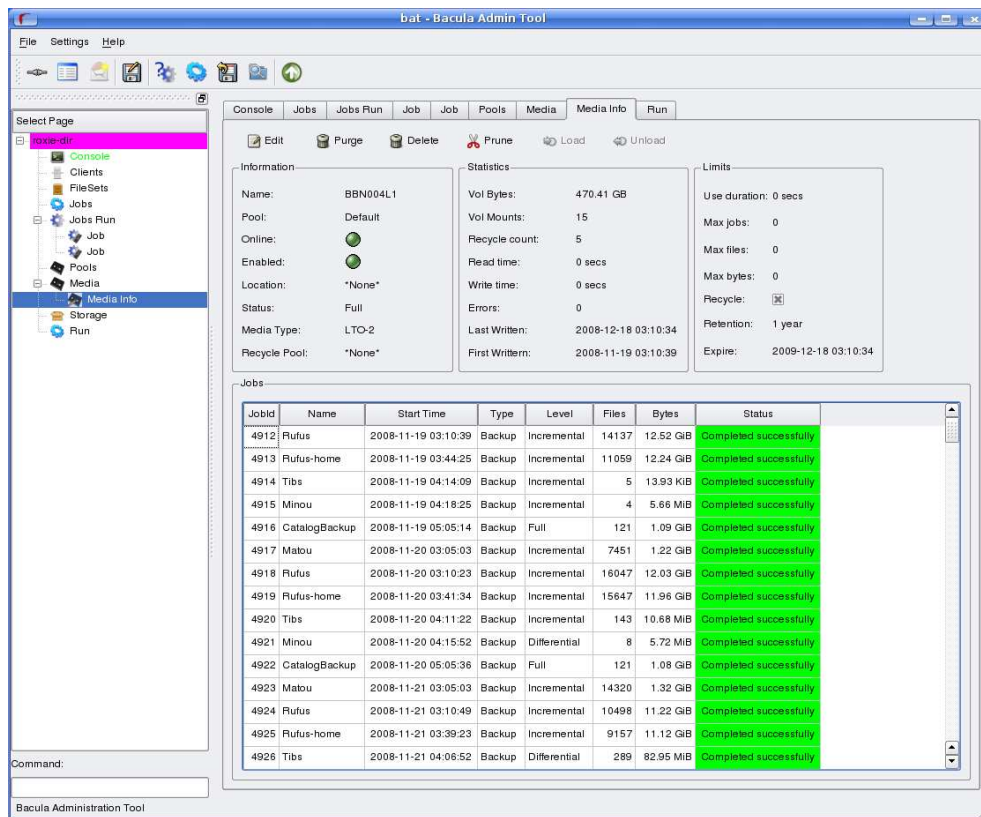 bat - Bacula Admin Tool
File Settings Help
Select Page
roxie-dir
Console
Clients
FileSets
Jobs
Jobs Run
Job
Job
Pools
Media
Media Info
Storage
Run
Command:
Bacula Administration Tool
Console Jobs Jobs Run Job Job Pools Media Media Info Run
Edit Purge Delete Prune Load Unload
Information
Name: BBN004L1
Pool: Default
Online:
Enabled:
Location: *None*
Status: Full
Media Type: LTO-2
Recycle Pool: *None*
Statistics
Vol Bytes: 470.41 GB
Vol Mounts: 15
Recycle count: 5
Read time: 0 secs
Write time: 0 secs
Errors: 0
Last Written: 2008-12-18 03:10:34
First Writtern: 2008-11-19 03:10:39
Limits
Use duration: 0 secs
Max jobs: 0
Max files: 0
Max bytes: 0
Recycle:
Retention: 1 year
Expire: 2009-12-18 03:10:34
Jobs
JobId Name Start Time Type Level Files Bytes Status
4912 Rufus 2008-11-19 03:10:39 Backup Incremental 14137 12.52 GiB Completed successfully
4913 Rufus-home 2008-11-19 03:44:25 Backup Incremental 11059 12.24 GiB Completed successfully
4914 Tibs 2008-11-19 04:14:09 Backup Incremental 5 13.93 KiB Completed successfully
4915 Minou 2008-11-19 04:18:25 Backup Incremental 4 5.66 MiB Completed successfully
4916 CatalogBackup 2008-11-19 05:05:14 Backup Full 121 1.09 GiB Completed successfully
4917 Matou 2008-11-20 03:05:03 Backup Incremental 7451 1.22 GiB Completed successfully
4918 Rufus 2008-11-20 03:10:23 Backup Incremental 16047 12.03 GiB Completed successfully
4919 Rufus-home 2008-11-20 03:41:34 Backup Incremental 15647 11.96 GiB Completed successfully
4920 Tibs 2008-11-20 04:11:22 Backup Incremental 143 10.68 MiB Completed successfully
4921 Minou 2008-11-20 04:15:52 Backup Differential 8 5.72 MiB Completed successfully
4922 CatalogBackup 2008-11-20 05:05:36 Backup Full 121 1.08 GiB Completed successfully
4923 Matou 2008-11-21 03:05:03 Backup Incremental 14320 1.32 GiB Completed successfully
4924 Rufus 2008-11-21 03:10:49 Backup Incremental 10498 11.22 GiB Completed successfully
4925 Rufus-home 2008-11-21 03:39:23 Backup Incremental 9157 11.12 GiB Completed successfully
4926 Tibs 2008-11-21 04:06:52 Backup Differential 289 82.95 MiB Completed successfully